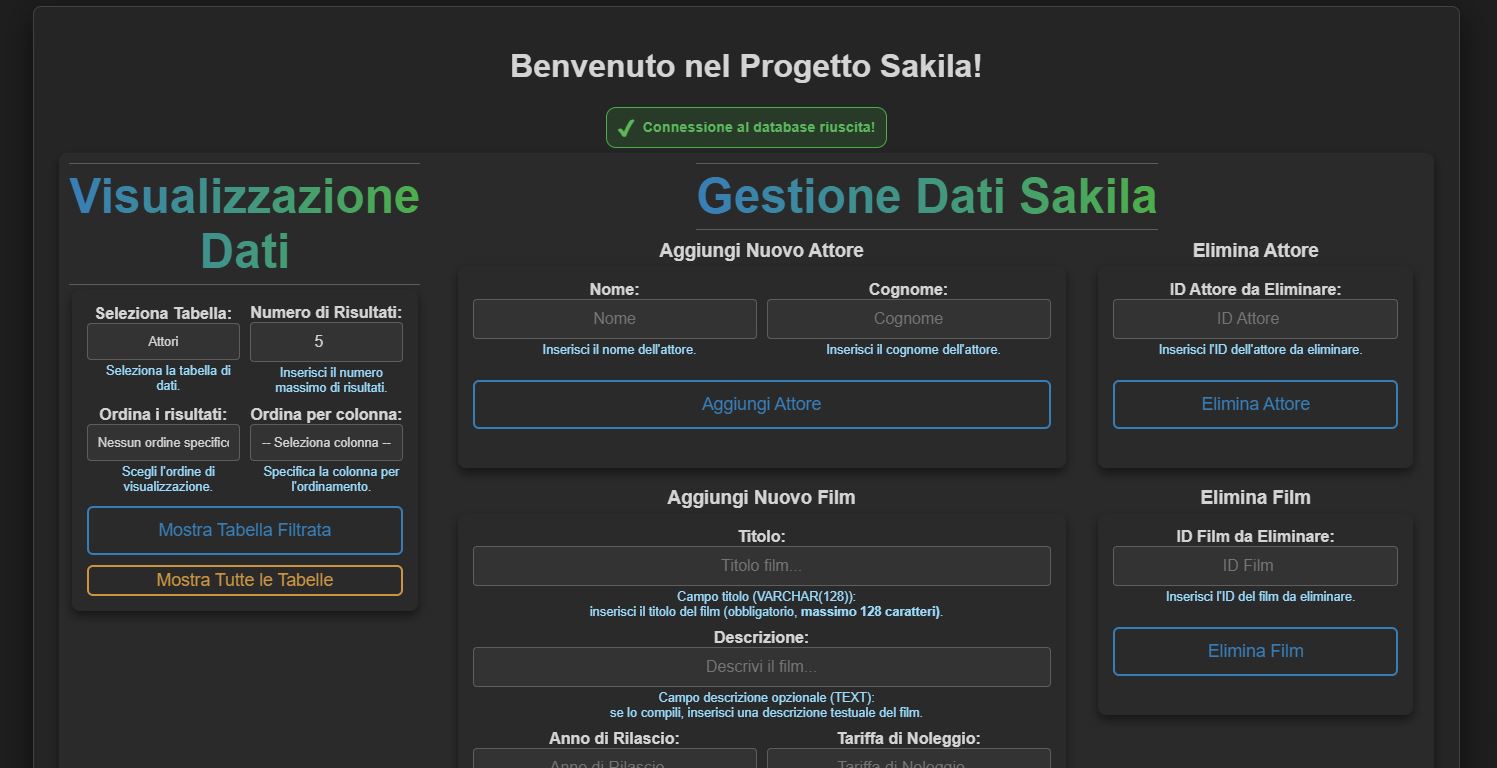 Benvenuto nel Progetto Sakila!
✓ Connessione al database riuscita!
Visualizzazione
Dati
Seleziona Tabella:
Attori
Seleziona la tabella di
dati.
Numero di Risultati:
5
Inserisci il numero
massimo di risultati.
Ordina i risultati:
Nessun ordine specific
Scegli l'ordine di
visualizzazione.
Ordina per colonna:
-- Seleziona colonna --
Specifica la colonna per
l'ordinamento.
Mostra Tabella Filtrata
Mostra Tutte le Tabelle
Gestione Dati Sakila
Aggiungi Nuovo Attore
Nome:
Nome
Inserisci il nome dell'attore.
Cognome:
Cognome
Inserisci il cognome dell'attore.
Aggiungi Attore
Elimina Attore
ID Attore da Eliminare:
ID Attore
Inserisci l'ID dell'attore da eliminare.
Elimina Attore
Aggiungi Nuovo Film
Titolo:
Titolo film...
Campo titolo (VARCHAR(128)):
inserisci il titolo del film (obbligatorio, massimo 128 caratteri).
Descrizione:
Descrivi il film...
Campo descrizione opzionale (TEXT):
se lo compili, inserisci una descrizione testuale del film.
Anno di Rilascio:
Anno di Rilascio
Tariffa di Noleggio:
Tariffa di Noleggio
Elimina Film
ID Film da Eliminare:
ID Film
Inserisci l'ID del film da eliminare.
Elimina Film